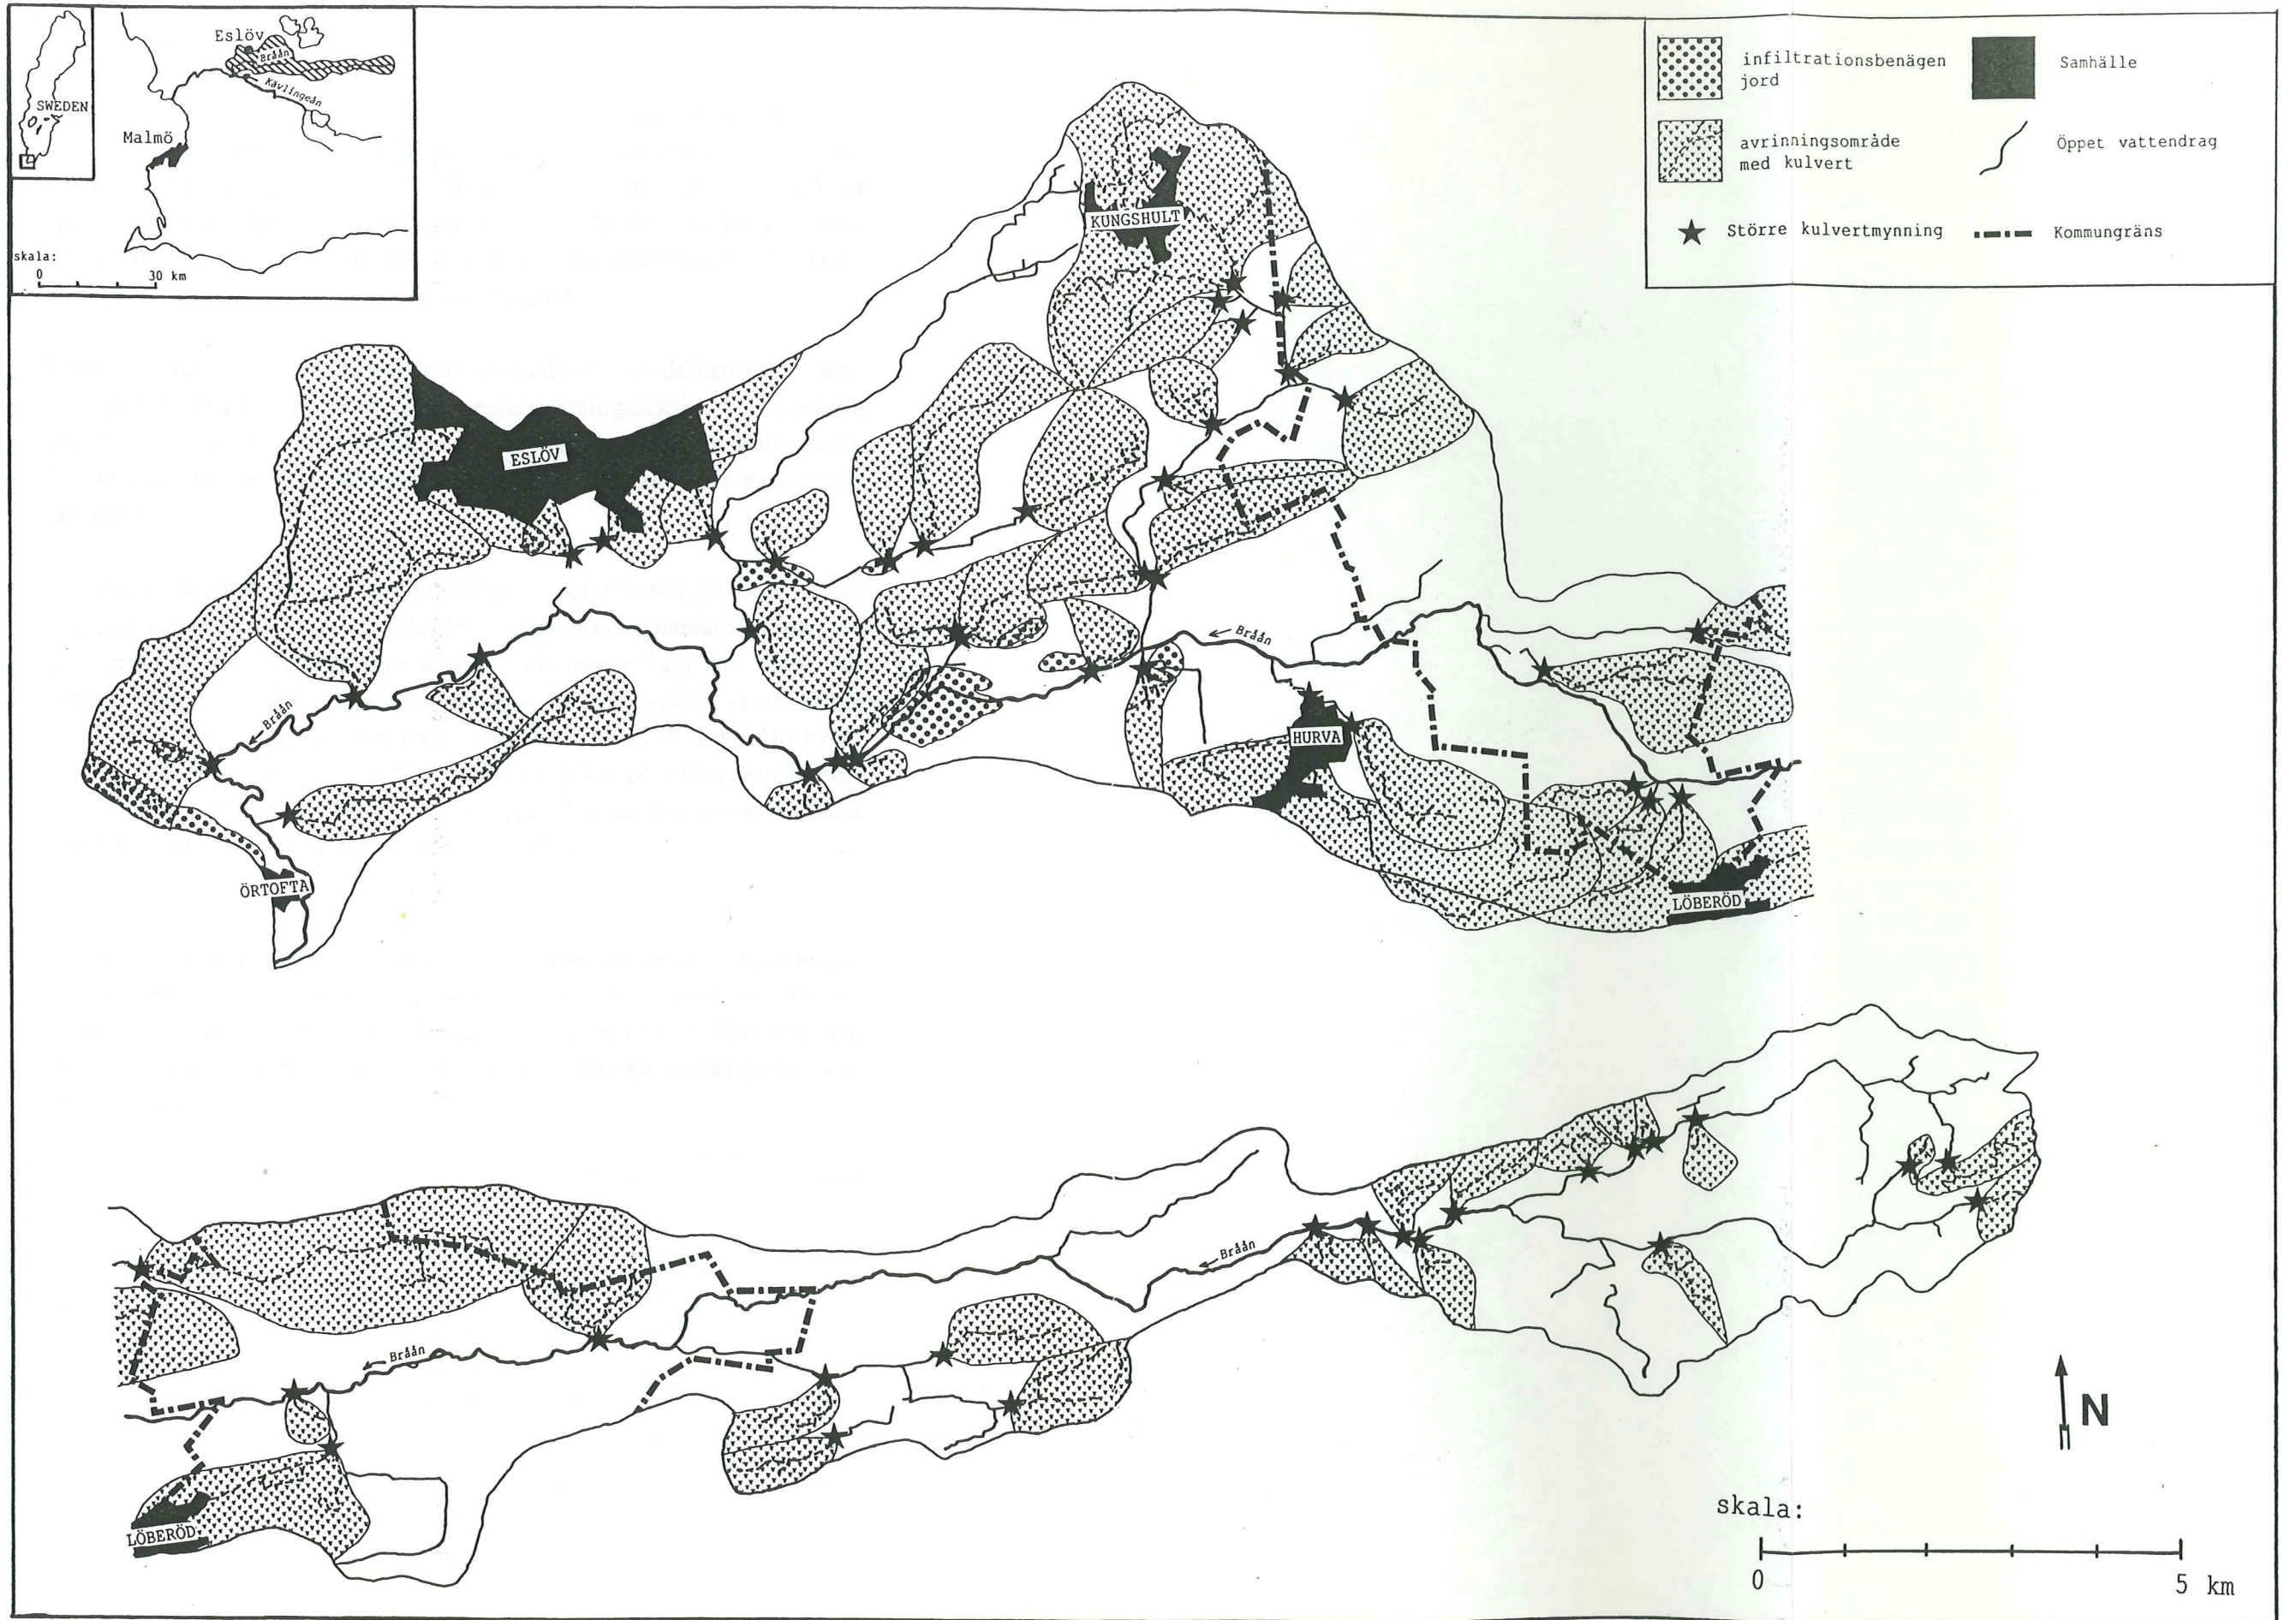 Eslöv
Bråån
Kävlingeån
SWEDEN
Malmö
skala:
0 30 km
infiltrationsbenägen
jord
Samhälle
avrinningsområde
med kulvert
Öppet vattendrag
Större kulvertmynning
Kommungräns
KUNGSHULT
ESLÖV
← Bråån
← Bråån
HURVA
ÖRTOFTA
LÖBERÖD
← Bråån
← Bråån
LÖBERÖD
N
skala:
0 5 km